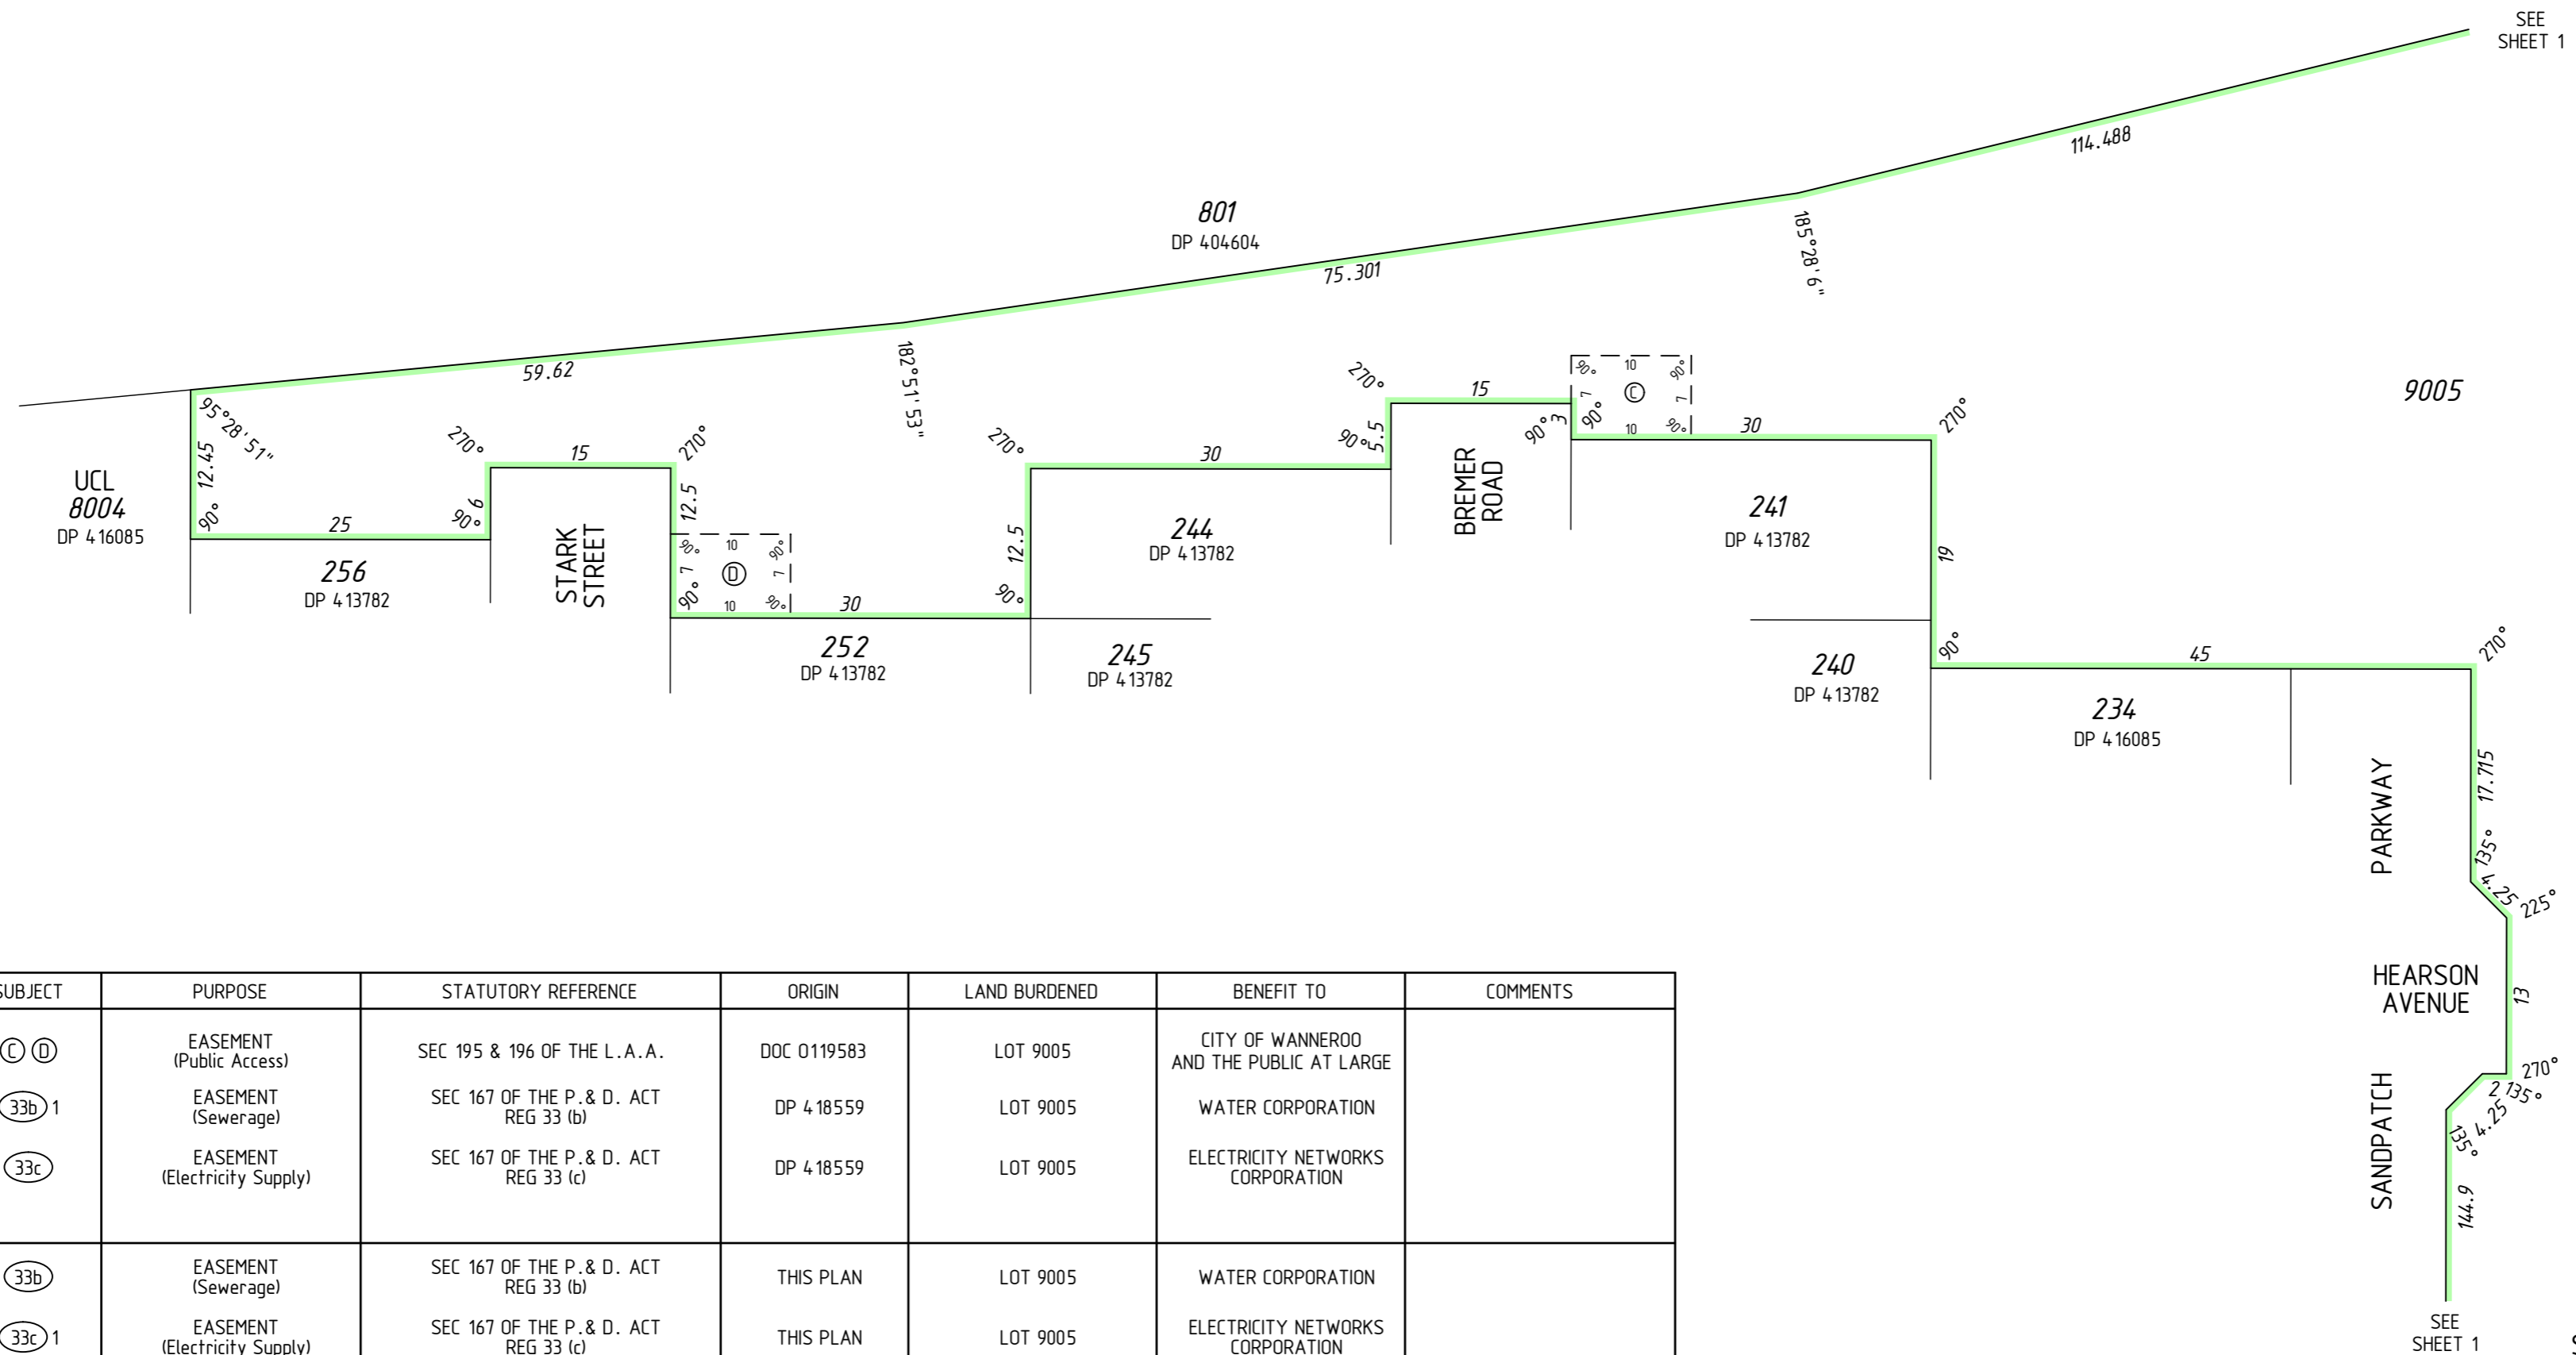 SEE
SHEET 1
114.488
801
DP 404604
75.301
185°28'6"
59.62
182°51'53"
95°28'51"
12.45
90°
UCL
8004
DP 416085
25
90°
6
270°
15
270°
12.5
256
DP 413782
STARK
STREET
90°
10
90°
7
D
7
90°
10
90°
30
252
DP 413782
270°
12.5
90°
30
244
DP 413782
245
DP 413782
270°
90°
5.5
15
BREMER
ROAD
90°
3
90°
90°
10
90°
7
C
7
10
90°
30
270°
9005
241
DP 413782
19
90°
240
DP 413782
45
270°
234
DP 416085
17.715
PARKWAY
135°
4.25
225°
HEARSON
AVENUE
13
270°
2
135°
4.25
135°
SANDPATCH
144.9
SEE
SHEET 1
SUBJECT PURPOSE STATUTORY REFERENCE ORIGIN LAND BURDENED BENEFIT TO COMMENTS
C D EASEMENT
(Public Access) SEC 195 & 196 OF THE L.A.A. DOC O119583 LOT 9005 CITY OF WANNEROO
AND THE PUBLIC AT LARGE
33b 1 EASEMENT
(Sewerage) SEC 167 OF THE P.& D. ACT
REG 33 (b) DP 418559 LOT 9005 WATER CORPORATION
33c EASEMENT
(Electricity Supply) SEC 167 OF THE P.& D. ACT
REG 33 (c) DP 418559 LOT 9005 ELECTRICITY NETWORKS
CORPORATION
33b EASEMENT
(Sewerage) SEC 167 OF THE P.& D. ACT
REG 33 (b) THIS PLAN LOT 9005 WATER CORPORATION
33c 1 EASEMENT
(Electricity Supply) SEC 167 OF THE P.& D. ACT
REG 33 (c) THIS PLAN LOT 9005 ELECTRICITY NETWORKS
CORPORATION